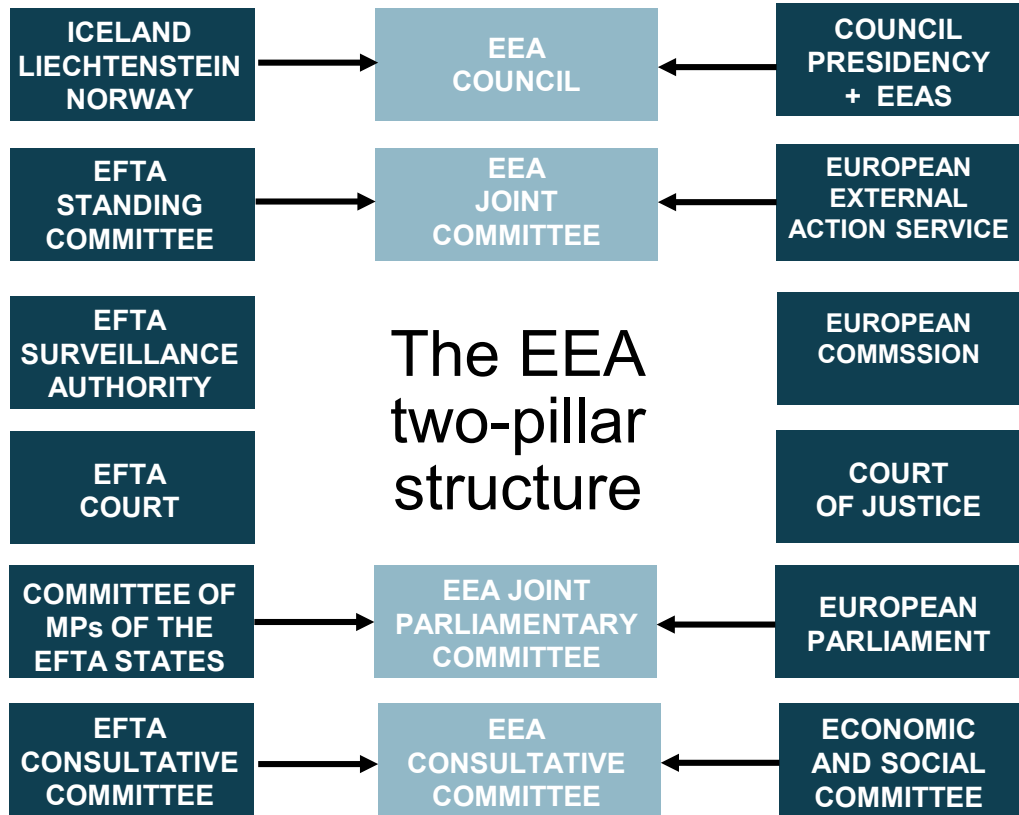 ICELAND
LIECHTENSTEIN
NORWAY
EEA
COUNCIL
COUNCIL
PRESIDENCY
+ EEAS
EFTA
STANDING
COMMITTEE
EEA
JOINT
COMMITTEE
EUROPEAN
EXTERNAL
ACTION SERVICE
EFTA
SURVEILLANCE
AUTHORITY
The EEA
two-pillar
structure
EUROPEAN
COMMSSION
EFTA
COURT
COURT
OF JUSTICE
COMMITTEE OF
MPs OF THE
EFTA STATES
EEA JOINT
PARLIAMENTARY
COMMITTEE
EUROPEAN
PARLIAMENT
EFTA
CONSULTATIVE
COMMITTEE
EEA
CONSULTATIVE
COMMITTEE
ECONOMIC
AND SOCIAL
COMMITTEE